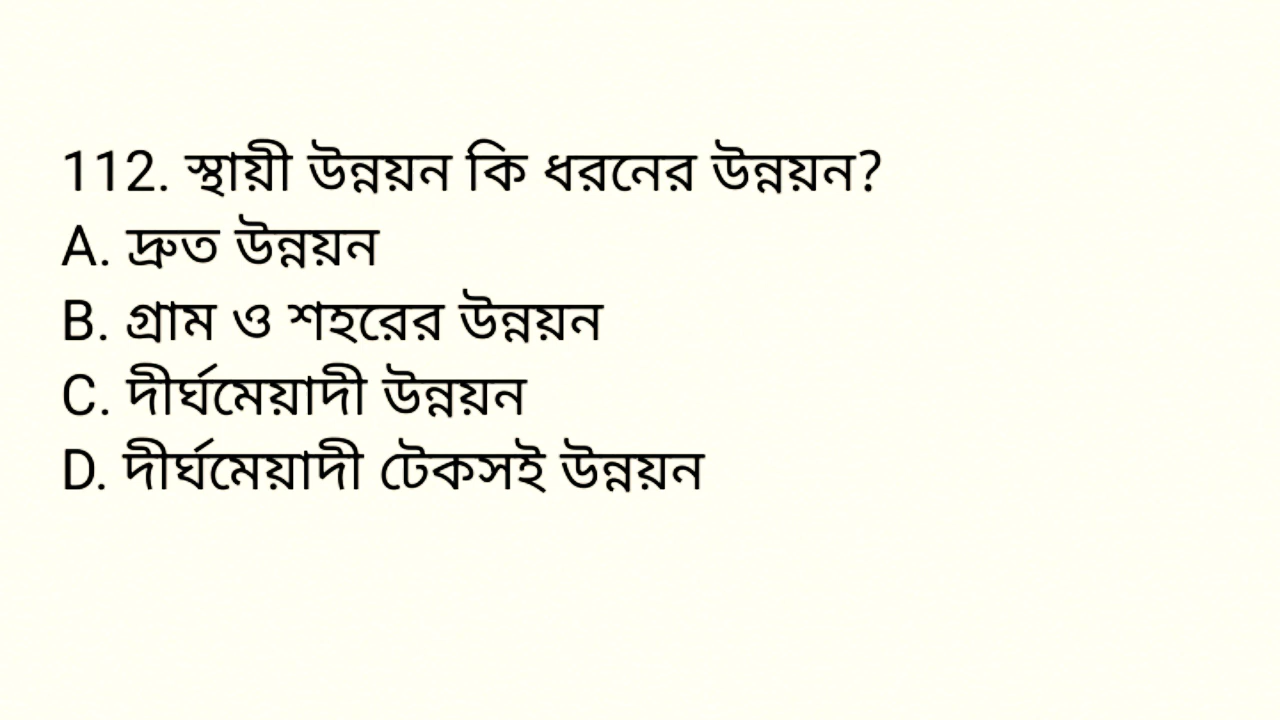 112. স্থায়ী উন্নয়ন কি ধরনের উন্নয়ন?
A. দ্রুত উন্নয়ন
B. গ্রাম ও শহরের উন্নয়ন
C. দীর্ঘমেয়াদী উন্নয়ন
D. দীর্ঘমেয়াদী টেকসই উন্নয়ন